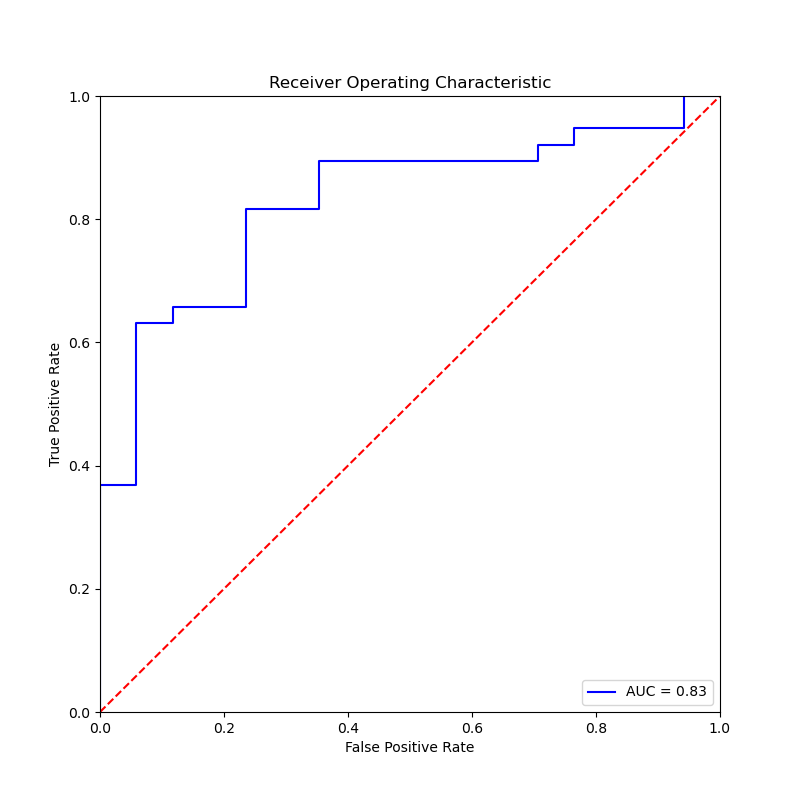 Receiver Operating Characteristic
1.0
0.8
0.6
0.4
0.2
0.0
True Positive Rate
AUC = 0.83
0.0 0.2 0.4 0.6 0.8 1.0
False Positive Rate